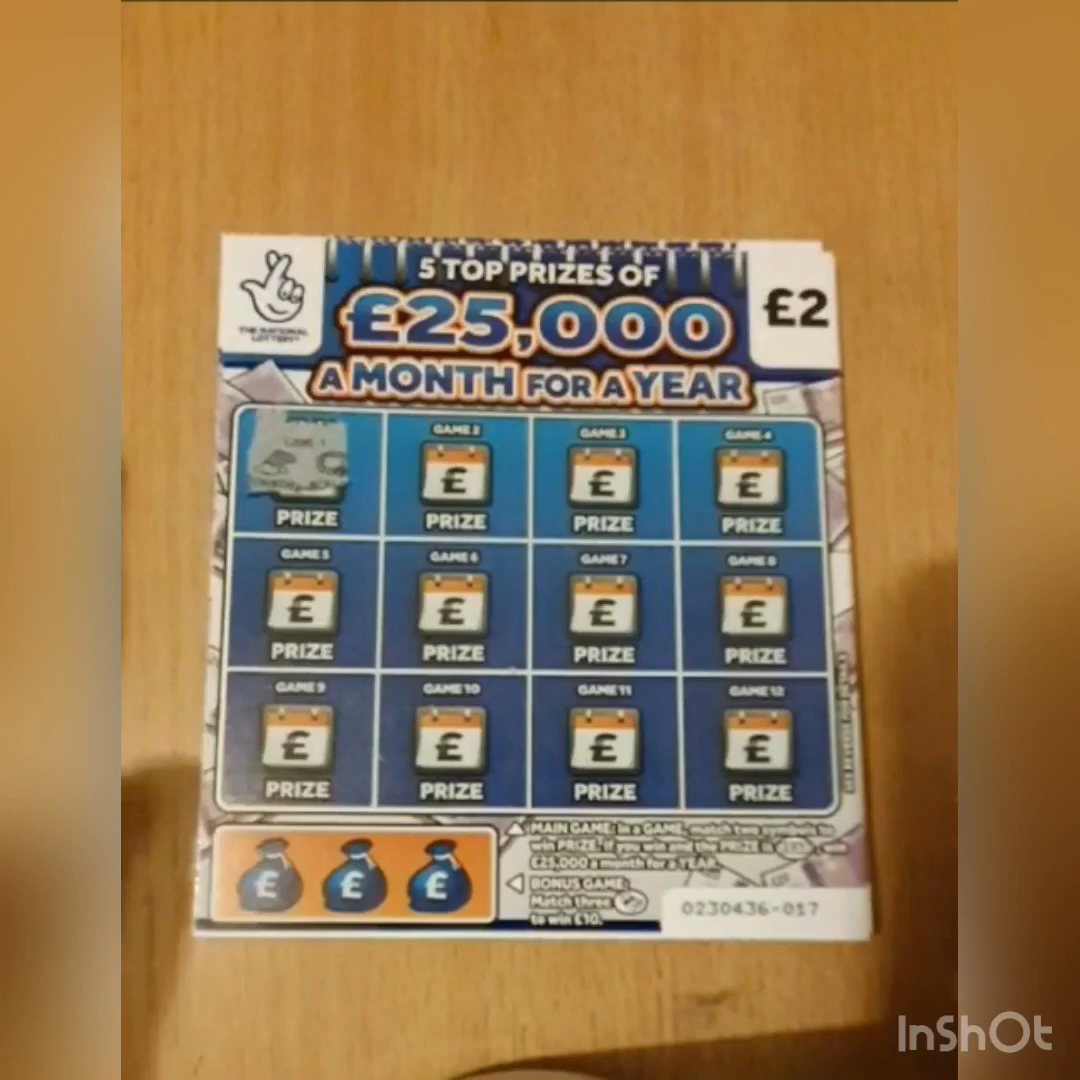 5 TOP PRIZES OF
£25,000
A MONTH FOR A YEAR
THE NATIONAL
LOTTERY™
£2
GAME 1
GAME 2
GAME 3
GAME 4
£
£
£
PRIZE
PRIZE
PRIZE
PRIZE
GAME 5
GAME 6
GAME 7
GAME 8
£
£
£
£
PRIZE
PRIZE
PRIZE
PRIZE
GAME 9
GAME 10
GAME 11
GAME 12
£
£
£
£
PRIZE
PRIZE
PRIZE
PRIZE
£
£
£
MAIN GAME: In a GAME, match two symbols to
win PRIZE. If you win and the PRIZE is win
£25,000 a month for a YEAR.
BONUS GAME:
Match three
to win £10.
0230436-017
InShOt